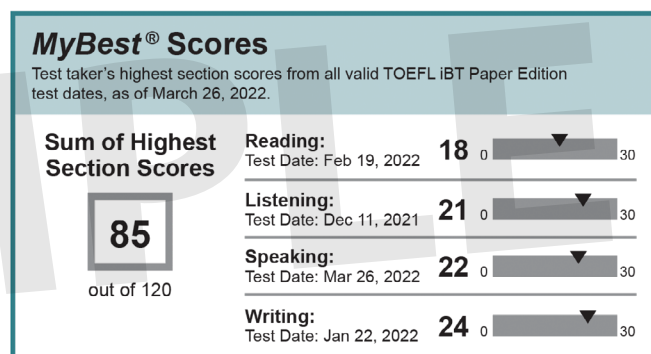 MyBest® Scores
Test taker's highest section scores from all valid TOEFL iBT Paper Edition
test dates, as of March 26, 2022.
Sum of Highest
Section Scores
85
out of 120
Reading:
Test Date: Feb 19, 2022
18 0 30
Listening:
Test Date: Dec 11, 2021
21 0 30
Speaking:
Test Date: Mar 26, 2022
22 0 30
Writing:
Test Date: Jan 22, 2022
24 0 30